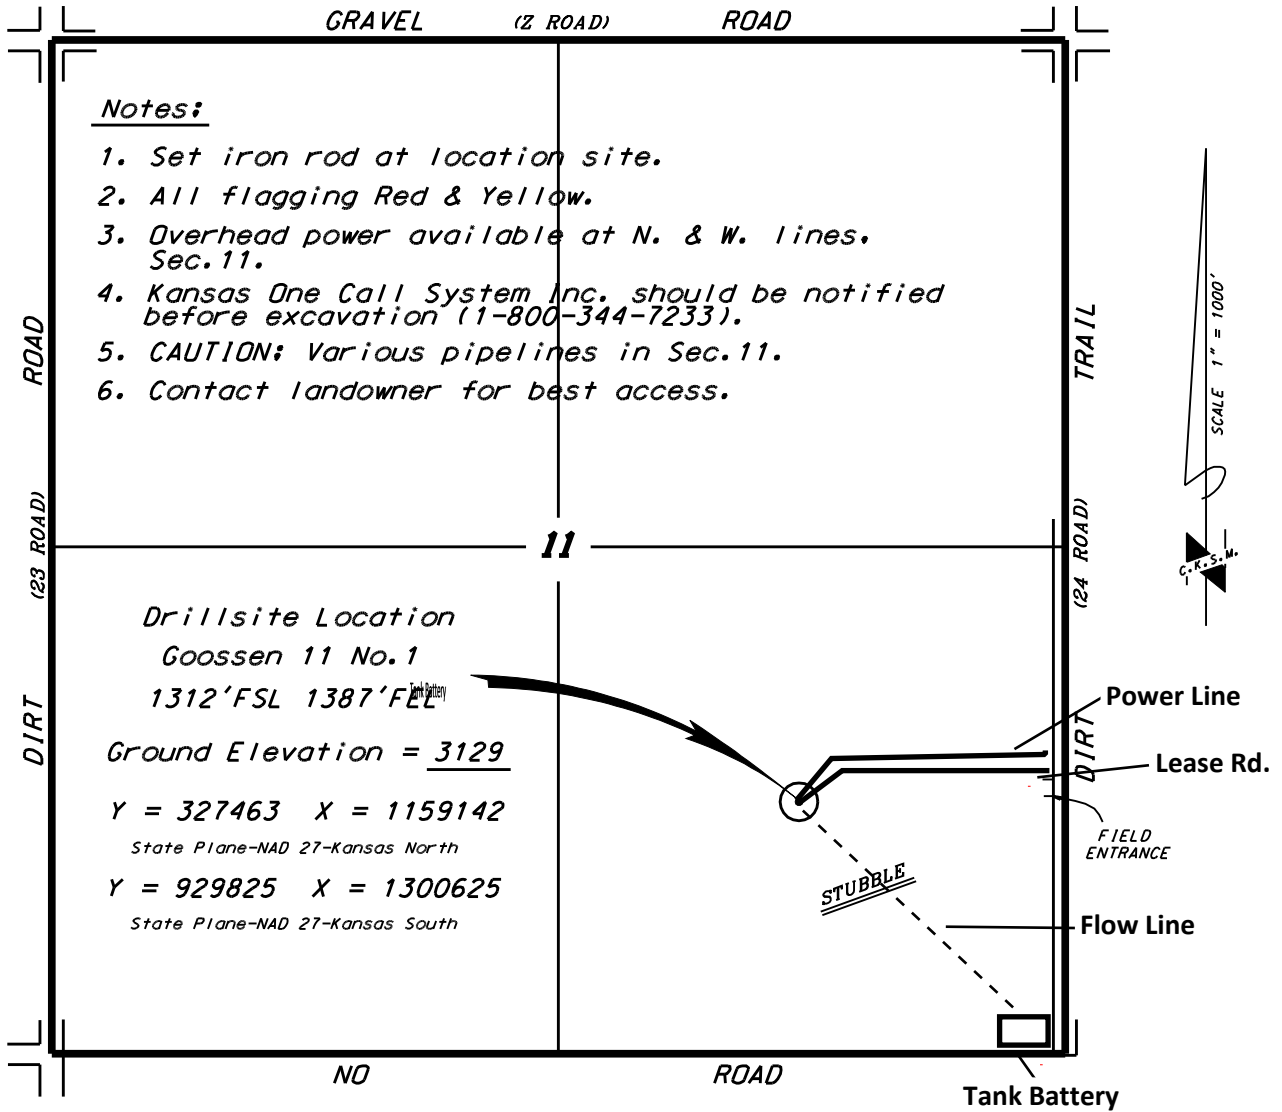 GRAVEL (Z ROAD) ROAD
Notes:
1. Set iron rod at location site.
2. All flagging Red & Yellow.
3. Overhead power available at N. & W. lines,
Sec.11.
4. Kansas One Call System Inc. should be notified
before excavation (1-800-344-7233).
5. CAUTION: Various pipelines in Sec.11.
6. Contact landowner for best access.
ROAD
(23 ROAD)
DIRT
TRAIL
(24 ROAD)
DIRT
SCALE 1" = 1000'
C.K.S.M.
11
Drillsite Location
Goossen 11 No.1
1312'FSL 1387'FEL
Tank Battery
Ground Elevation = 3129
Y = 327463 X = 1159142
State Plane-NAD 27-Kansas North
Y = 929825 X = 1300625
State Plane-NAD 27-Kansas South
Power Line
Lease Rd.
FIELD
ENTRANCE
STUBBLE
Flow Line
NO ROAD
Tank Battery